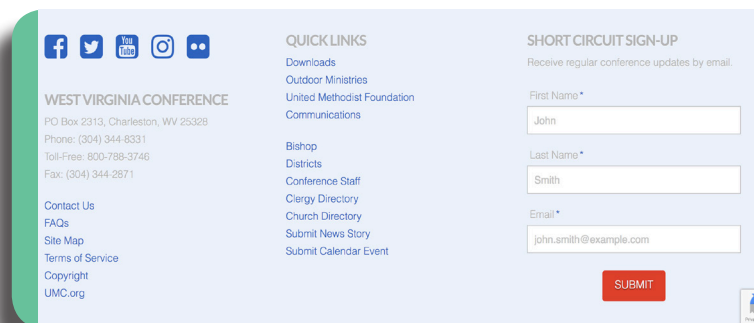 You
Tube
WEST VIRGINIA CONFERENCE
PO Box 2313, Charleston, WV 25328
Phone: (304) 344-8331
Toll-Free: 800-788-3746
Fax: (304) 344-2871
Contact Us
FAQs
Site Map
Terms of Service
Copyright
UMC.org
QUICK LINKS
Downloads
Outdoor Ministries
United Methodist Foundation
Communications
Bishop
Districts
Conference Staff
Clergy Directory
Church Directory
Submit News Story
Submit Calendar Event
SHORT CIRCUIT SIGN-UP
Receive regular conference updates by email.
First Name*
John
Last Name*
Smith
Email*
john.smith@example.com
SUBMIT